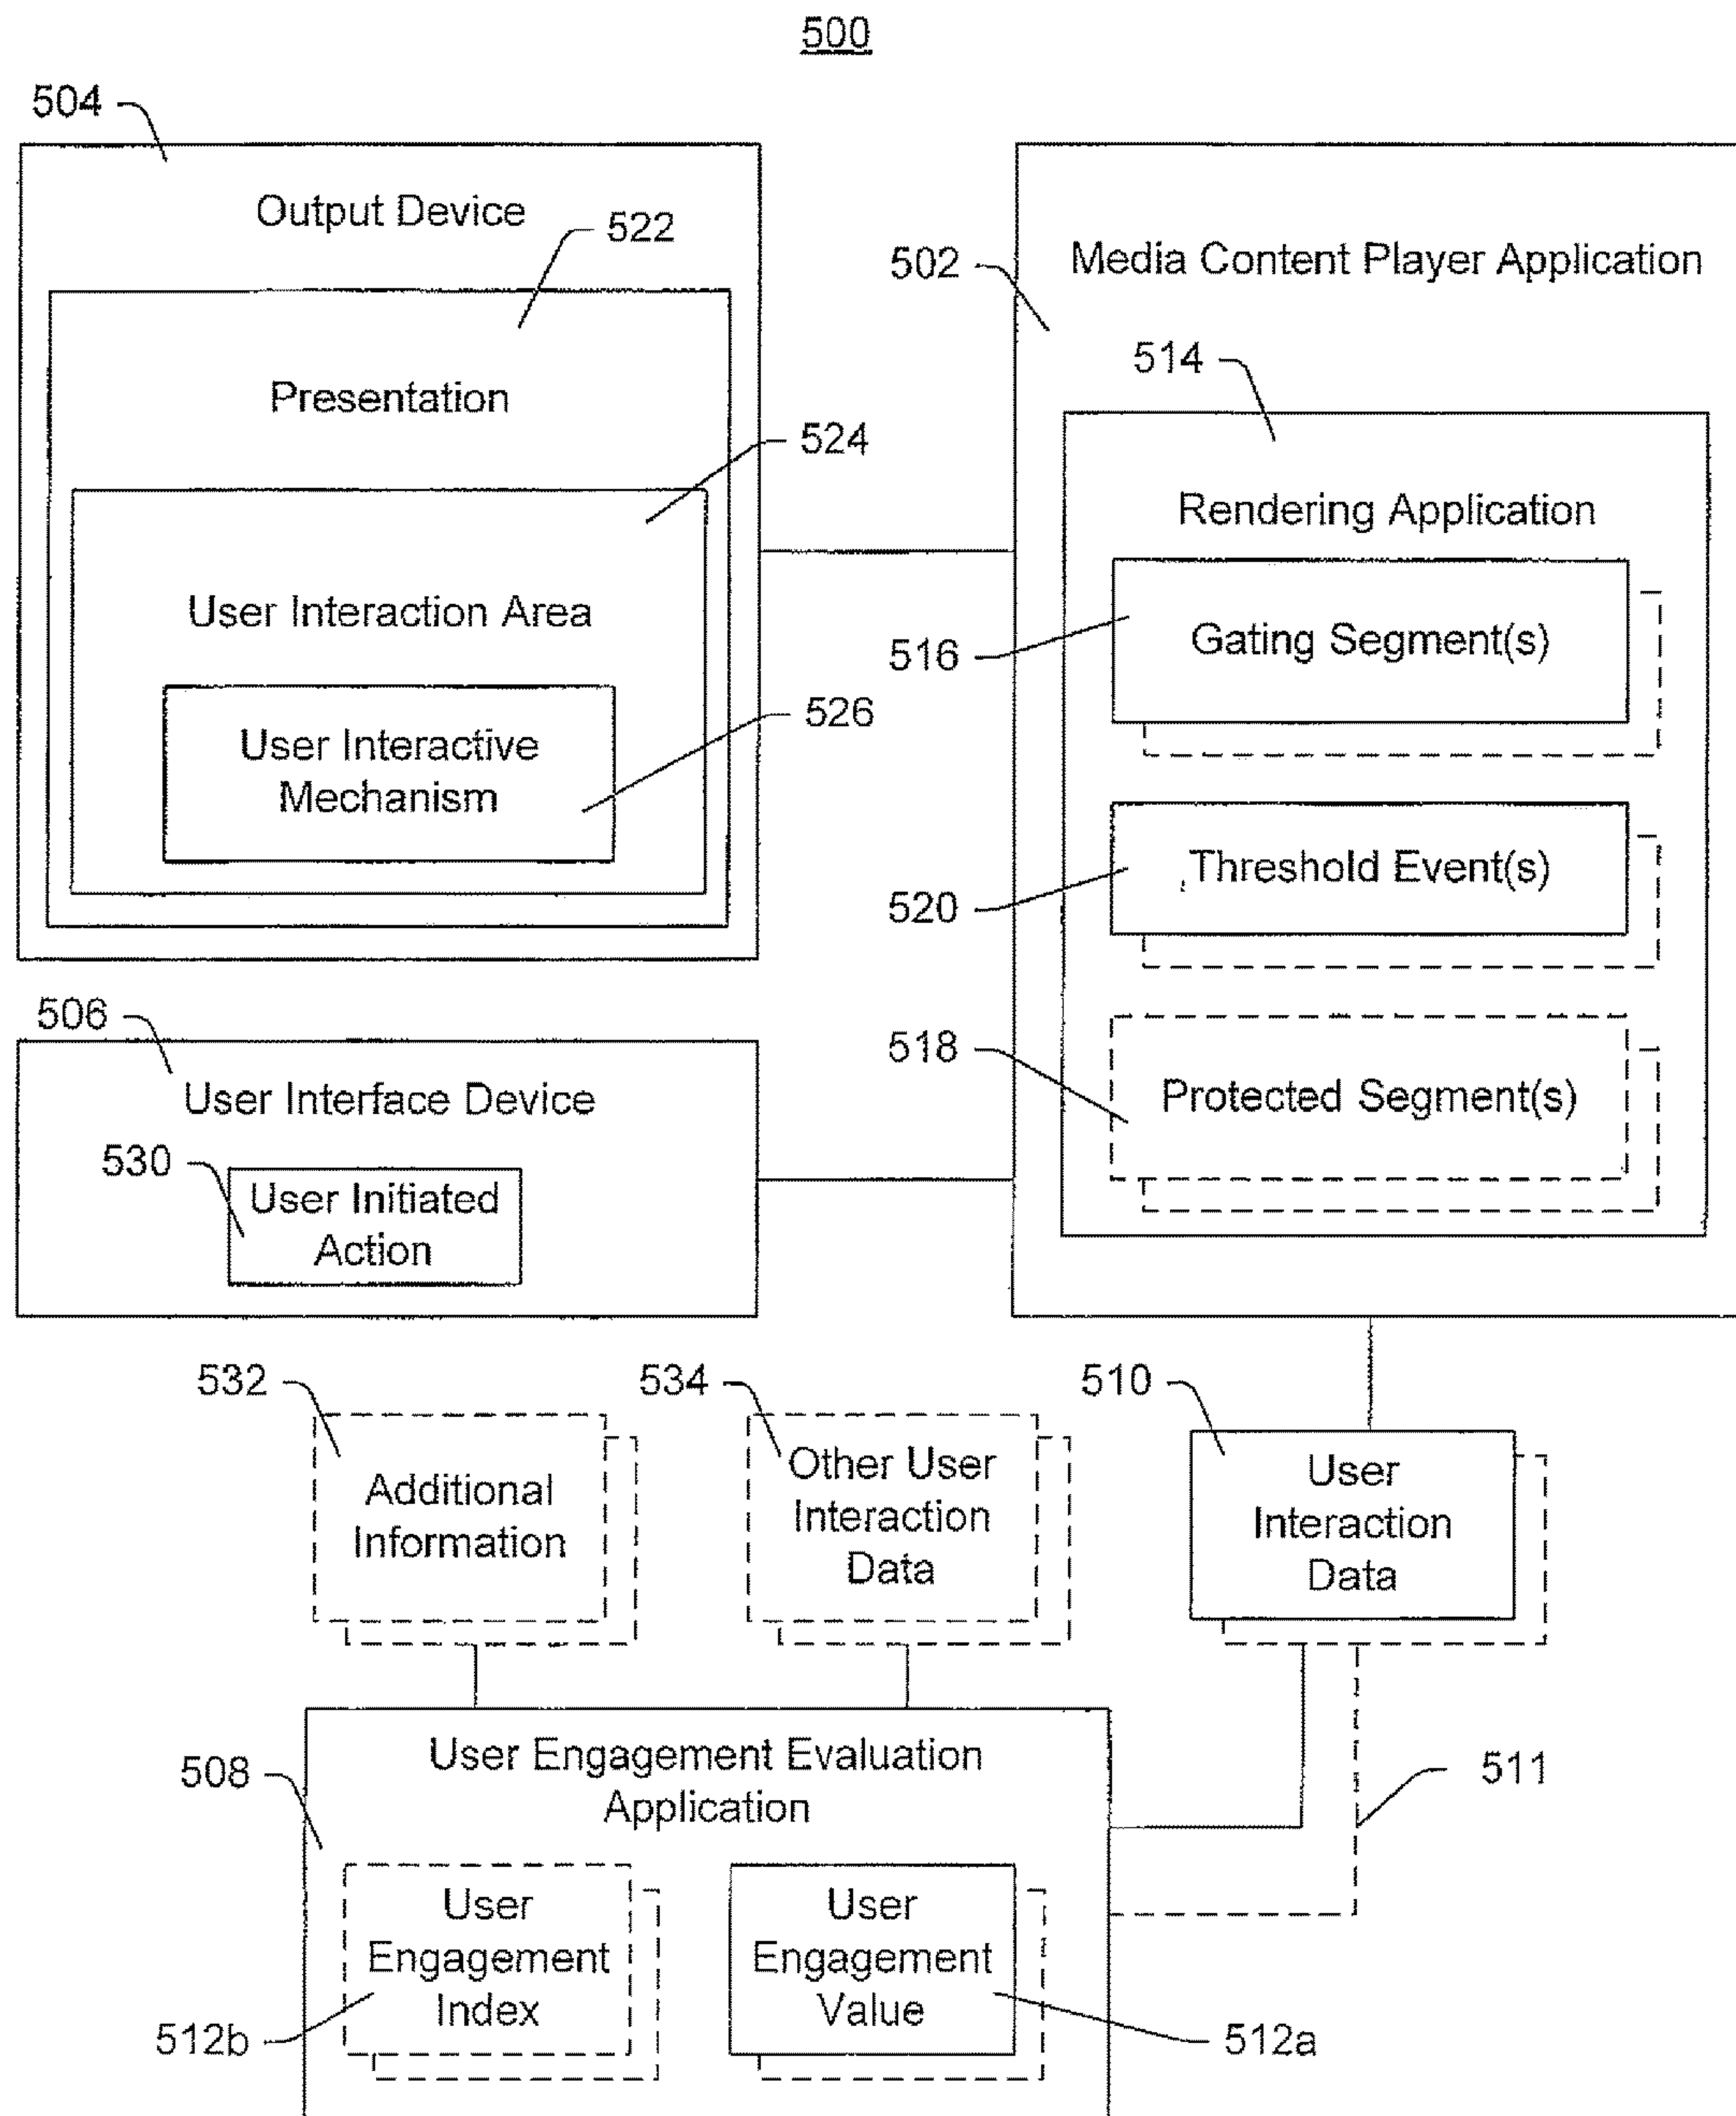 500
504
Output Device
522
Presentation
524
User Interaction Area
User Interactive
Mechanism
526
502
Media Content Player Application
514
Rendering Application
516
Gating Segment(s)
520
Threshold Event(s)
518
Protected Segment(s)
506
User Interface Device
530
User Initiated
Action
532
Additional
Information
534
Other User
Interaction
Data
510
User
Interaction
Data
508
User Engagement Evaluation
Application
511
User
Engagement
Index
512b
User
Engagement
Value
512a